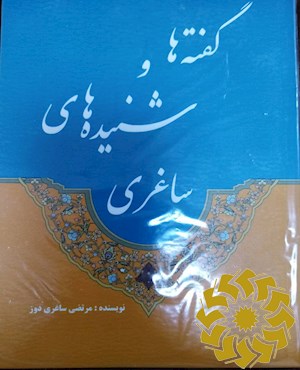 گفته‌ها
و
شنیده‌های
ساغری
نویسنده : مرتضی ساغری دوز